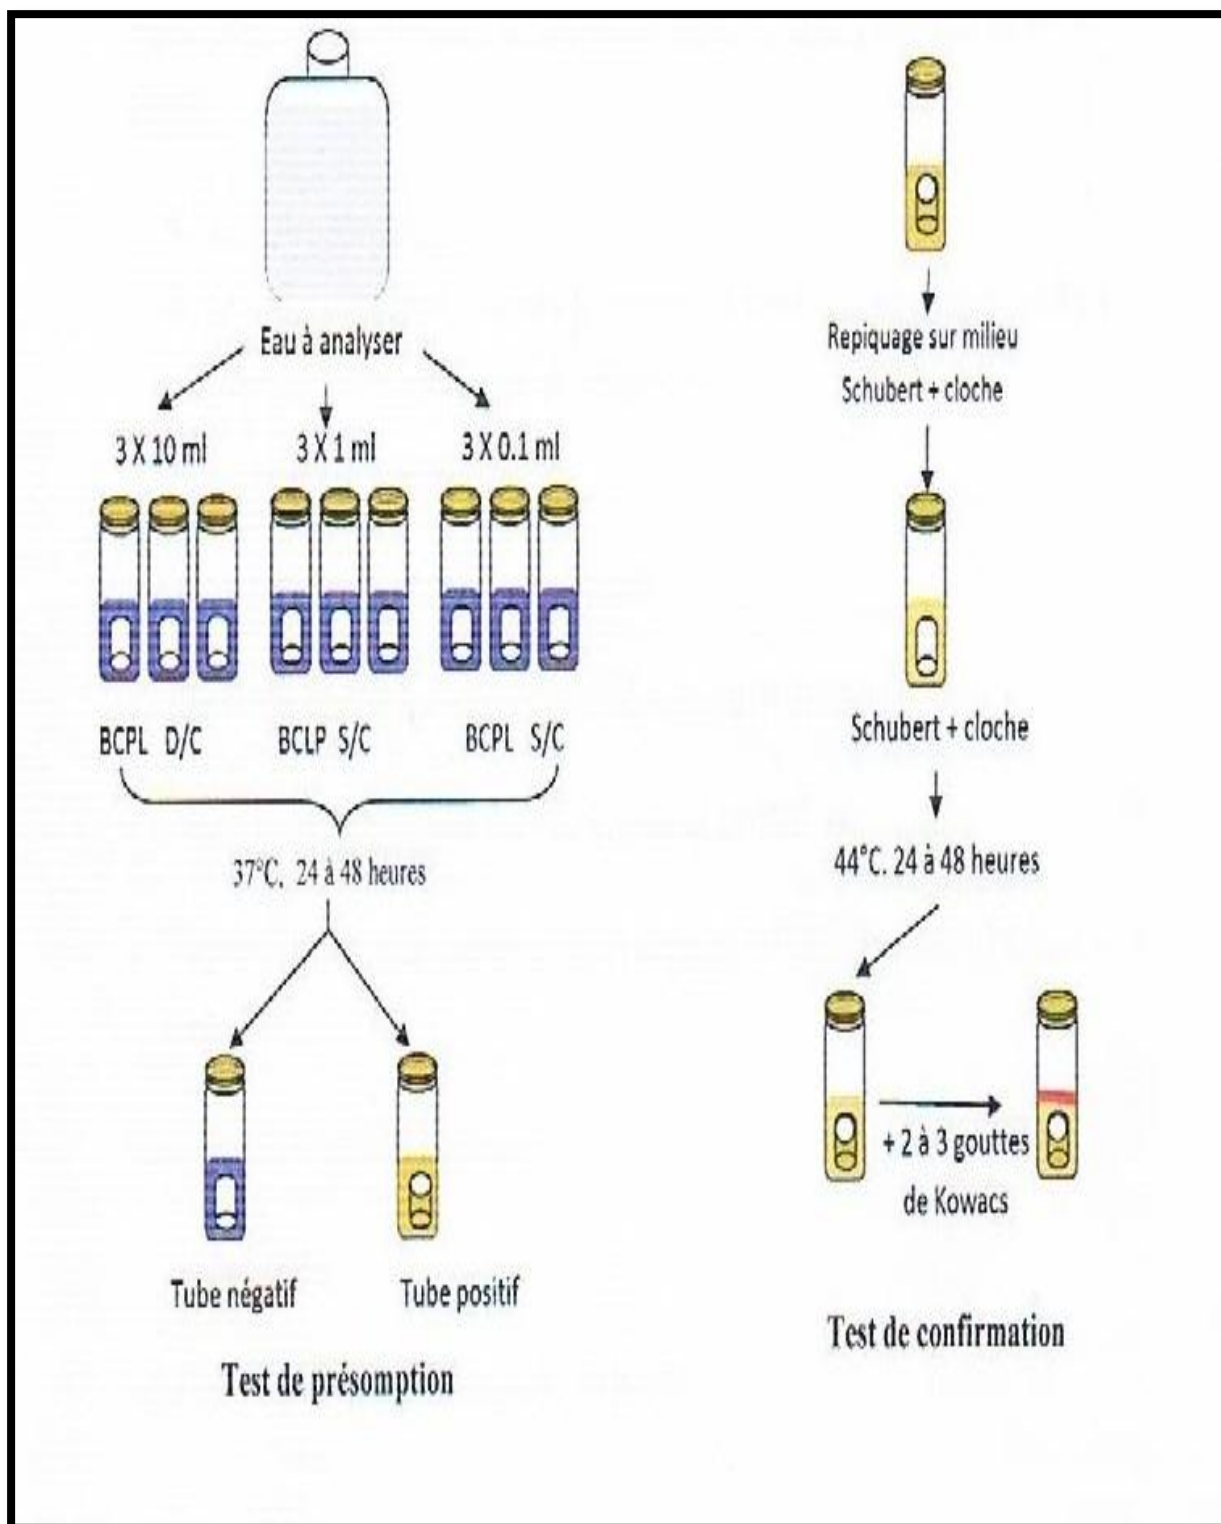 Eau à analyser
3 X 10 ml
3 X 1 ml
3 X 0.1 ml
BCPL D/C
BCLP S/C
BCPL S/C
37°C, 24 à 48 heures
Tube négatif
Tube positif
Test de présomption
Repiquage sur milieu
Schubert + cloche
Schubert + cloche
44°C. 24 à 48 heures
+ 2 à 3 gouttes
de Kowacs
Test de confirmation